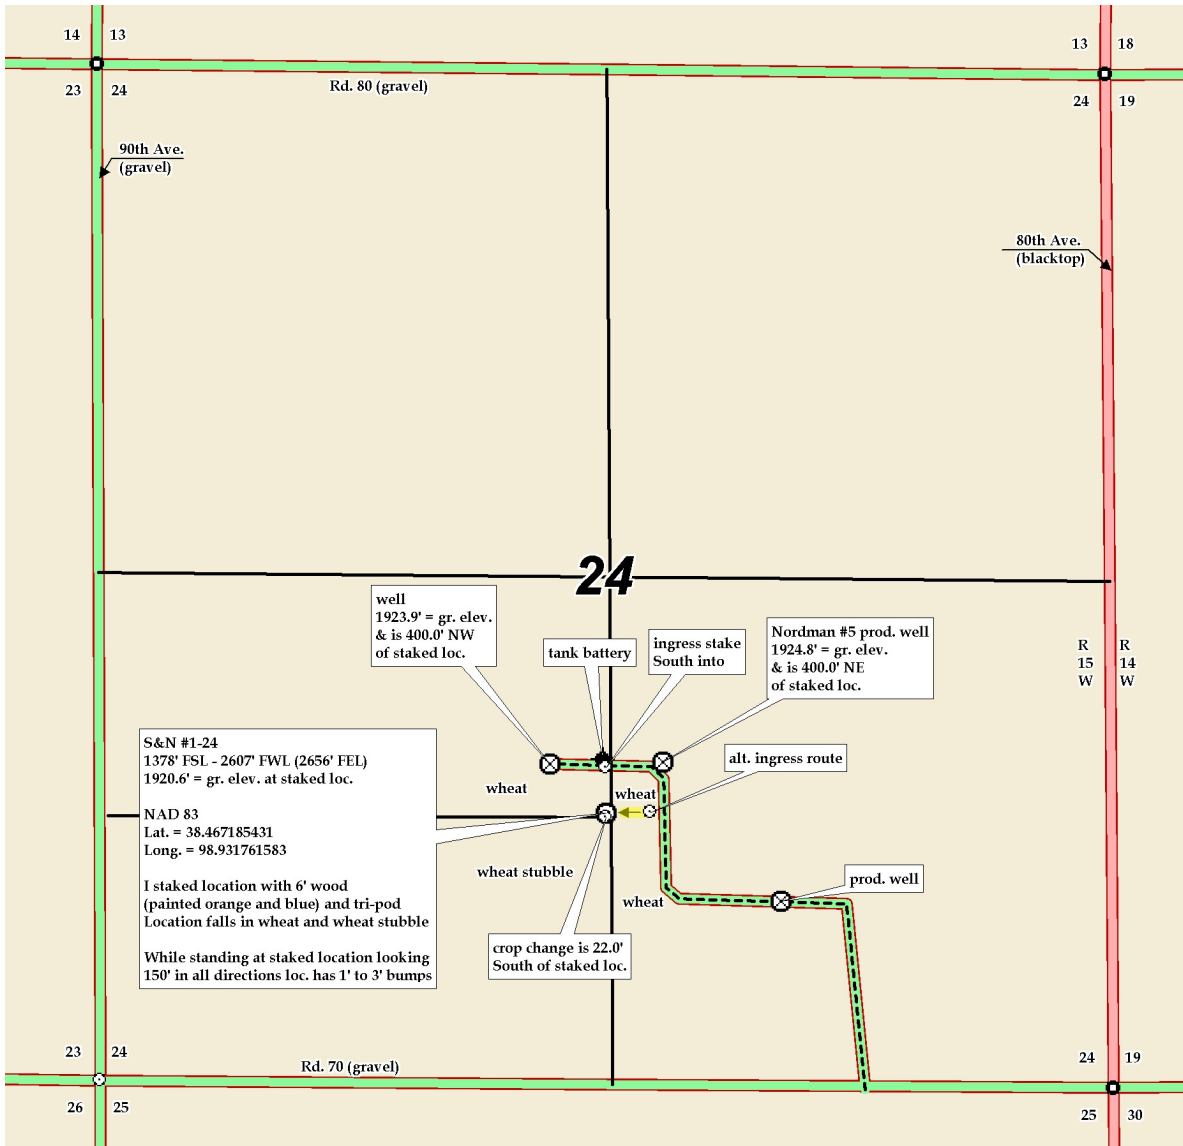 14 13
13 18
23 24
Rd. 80 (gravel)
24 19
90th Ave.
(gravel)
80th Ave.
(blacktop)
24
well
1923.9' = gr. elev.
& is 400.0' NW
of staked loc.
tank battery
ingress stake
South into
Nordman #5 prod. well
1924.8' = gr. elev.
& is 400.0' NE
of staked loc.
R R
15 14
W W
S&N #1-24
1378' FSL - 2607' FWL (2656' FEL)
1920.6' = gr. elev. at staked loc.
NAD 83
Lat. = 38.467185431
Long. = 98.931761583
I staked location with 6' wood
(painted orange and blue) and tri-pod
Location falls in wheat and wheat stubble
While standing at staked location looking
150' in all directions loc. has 1' to 3' bumps
alt. ingress route
wheat
wheat
wheat stubble
prod. well
wheat
crop change is 22.0'
South of staked loc.
23 24
Rd. 70 (gravel)
24 19
26 25
25 30